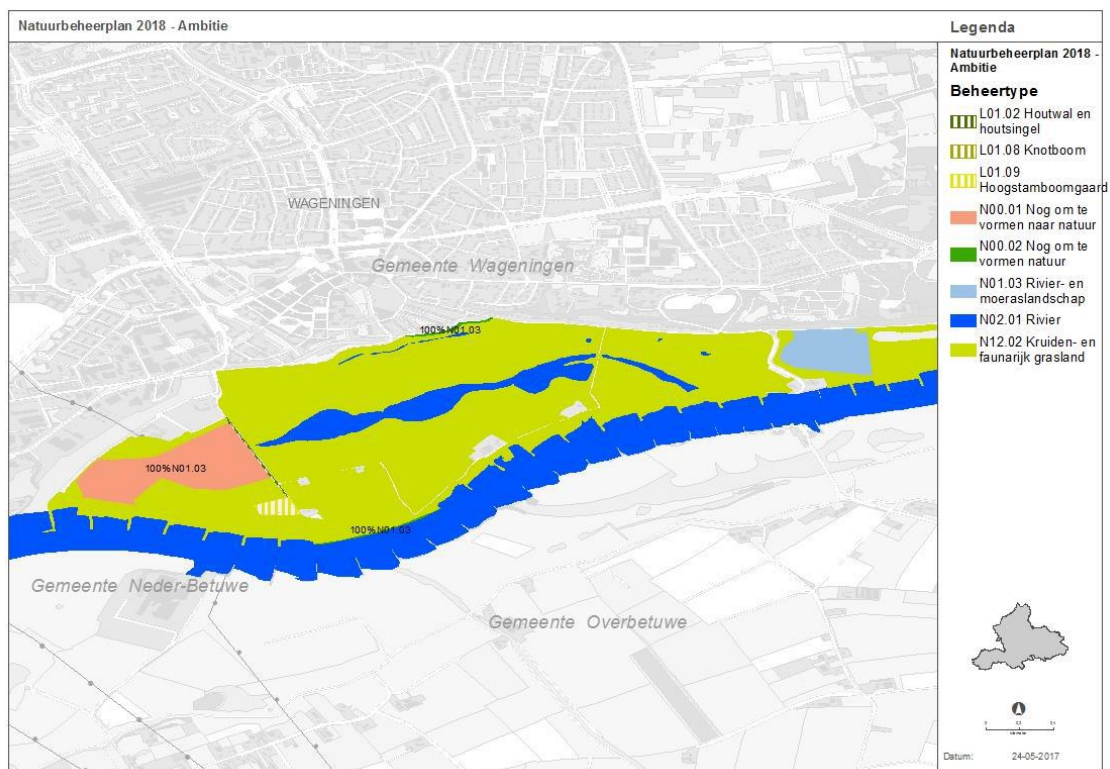 Natuurbeheerplan 2018 - Ambitie
WAGENINGEN
Gemeente Wageningen
100%N01.03
100%N01.03
100%N01.03
Gemeente Neder-Betuwe
Gemeente Overbetuwe
Legenda
Natuurbeheerplan 2018 -
Ambitie
Beheertype
L01.02 Houtwal en
houtsingel
L01.08 Knotboom
L01.09
Hoogstamboomgaard
N00.01 Nog om te
vormen naar natuur
N00.02 Nog om te
vormen natuur
N01.03 Rivier- en
moeraslandschap
N02.01 Rivier
N12.02 Kruiden- en
faunarijk grasland
Datum: 24-05-2017